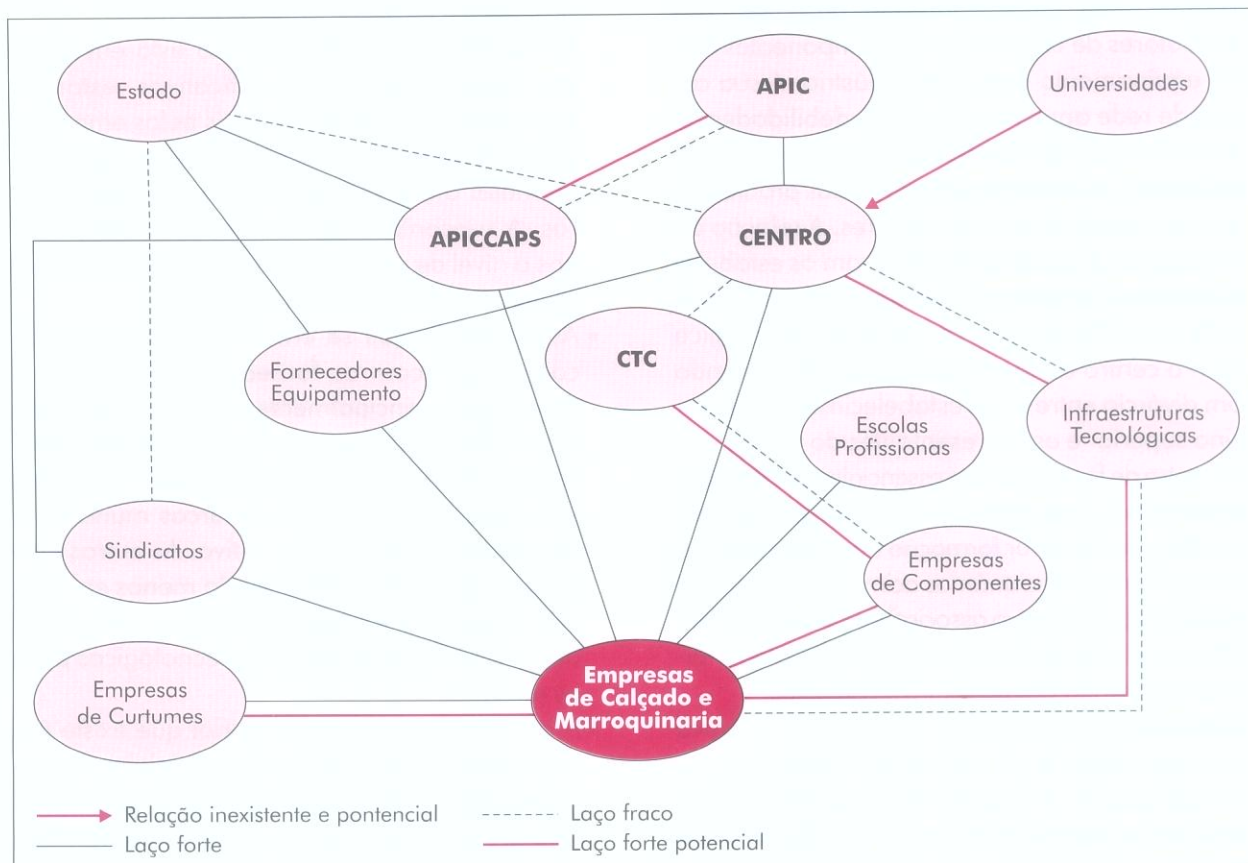 Estado
APIC
Universidades
APICCAPS
CENTRO
CTC
Fornecedores
Equipamento
Escolas
Profissionas
Infraestruturas
Tecnológicas
Sindicatos
Empresas
de Componentes
Empresas
de Calçado e
Marroquinaria
Empresas
de Curtumes
Relação inexistente e pontencial
Laço fraco
Laço forte
Laço forte potencial